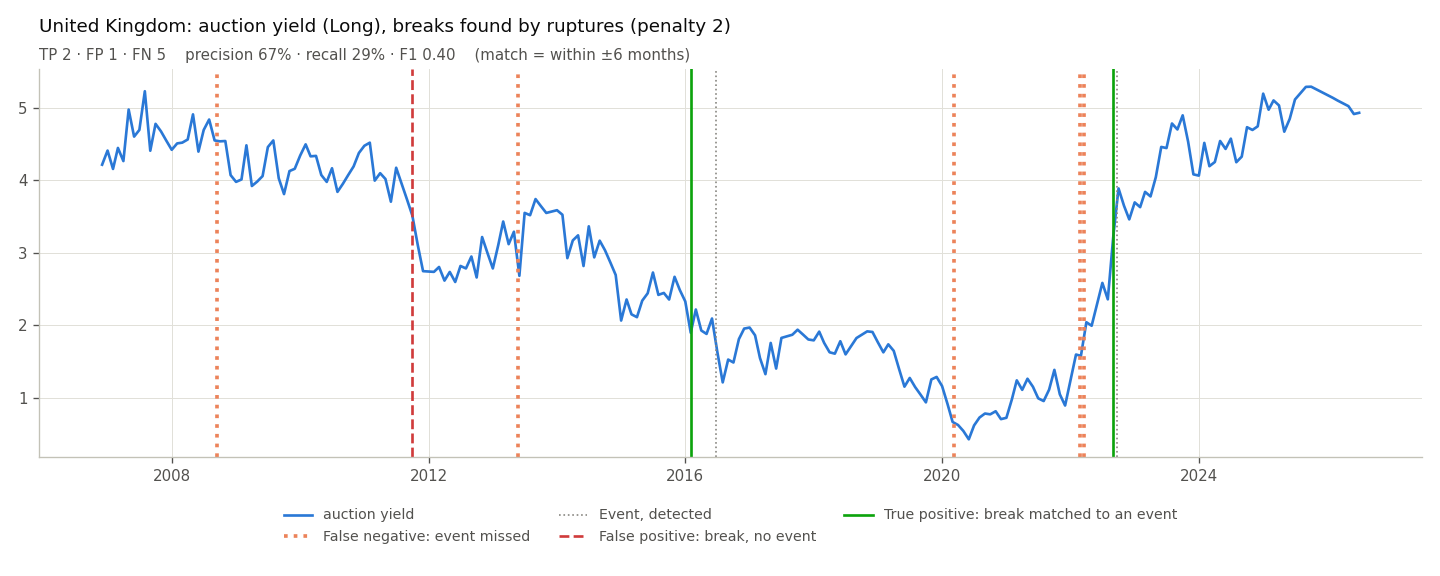 United Kingdom: auction yield (Long), breaks found by ruptures (penalty 2)
TP 2 · FP 1 · FN 5    precision 67% · recall 29% · F1 0.40    (match = within ±6 months)
5
4
3
2
1
2008
2012
2016
2020
2024
auction yield
Event, detected
True positive: break matched to an event
False negative: event missed
False positive: break, no event